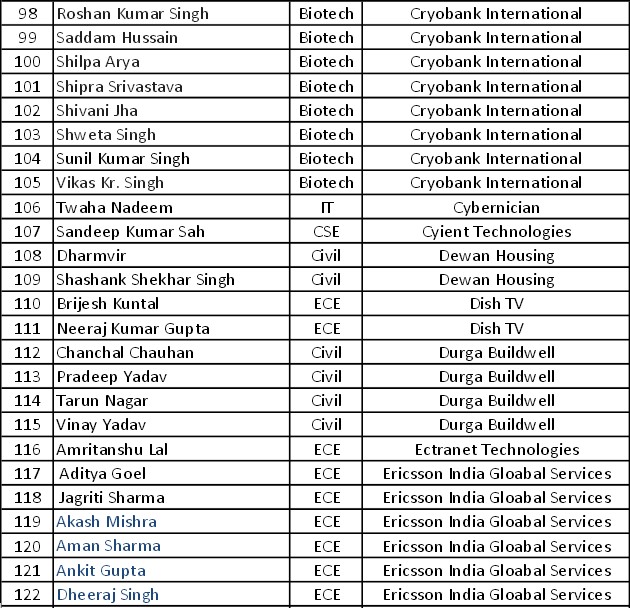 98 Roshan Kumar Singh Biotech Cryobank International
99 Saddam Hussain Biotech Cryobank International
100 Shilpa Arya Biotech Cryobank International
101 Shipra Srivastava Biotech Cryobank International
102 Shivani Jha Biotech Cryobank International
103 Shweta Singh Biotech Cryobank International
104 Sunil Kumar Singh Biotech Cryobank International
105 Vikas Kr. Singh Biotech Cryobank International
106 Twaha Nadeem IT Cybernician
107 Sandeep Kumar Sah CSE Cyient Technologies
108 Dharmvir Civil Dewan Housing
109 Shashank Shekhar Singh Civil Dewan Housing
110 Brijesh Kuntal ECE Dish TV
111 Neeraj Kumar Gupta ECE Dish TV
112 Chanchal Chauhan Civil Durga Buildwell
113 Pradeep Yadav Civil Durga Buildwell
114 Tarun Nagar Civil Durga Buildwell
115 Vinay Yadav Civil Durga Buildwell
116 Amritanshu Lal ECE Ectranet Technologies
117 Aditya Goel ECE Ericsson India Gloabal Services
118 Jagriti Sharma ECE Ericsson India Gloabal Services
119 Akash Mishra ECE Ericsson India Gloabal Services
120 Aman Sharma ECE Ericsson India Gloabal Services
121 Ankit Gupta ECE Ericsson India Gloabal Services
122 Dheeraj Singh ECE Ericsson India Gloabal Services